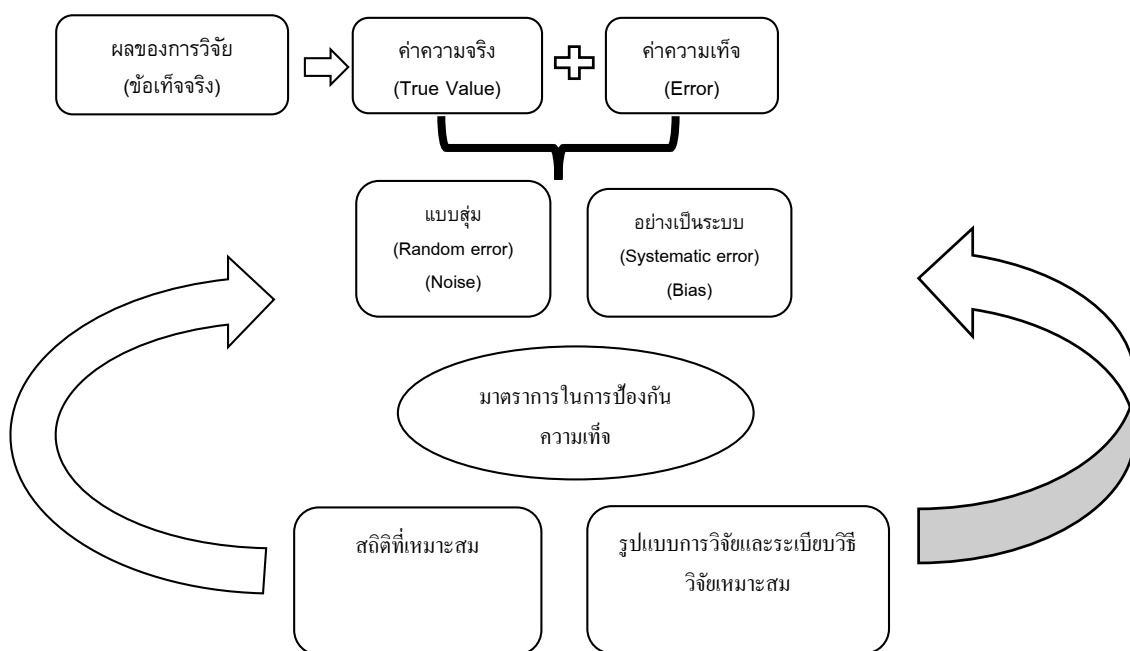 ผลของการวิจัย
(ข้อเท็จจริง)
ค่าความจริง
(True Value)
ค่าความเท็จ
(Error)
แบบสุ่ม
(Random error)
(Noise)
อย่างเป็นระบบ
(Systematic error)
(Bias)
มาตราการในการป้องกัน
ความเท็จ
สถิติที่เหมาะสม
รูปแบบการวิจัยและระเบียบวิธี
วิจัยเหมาะสม